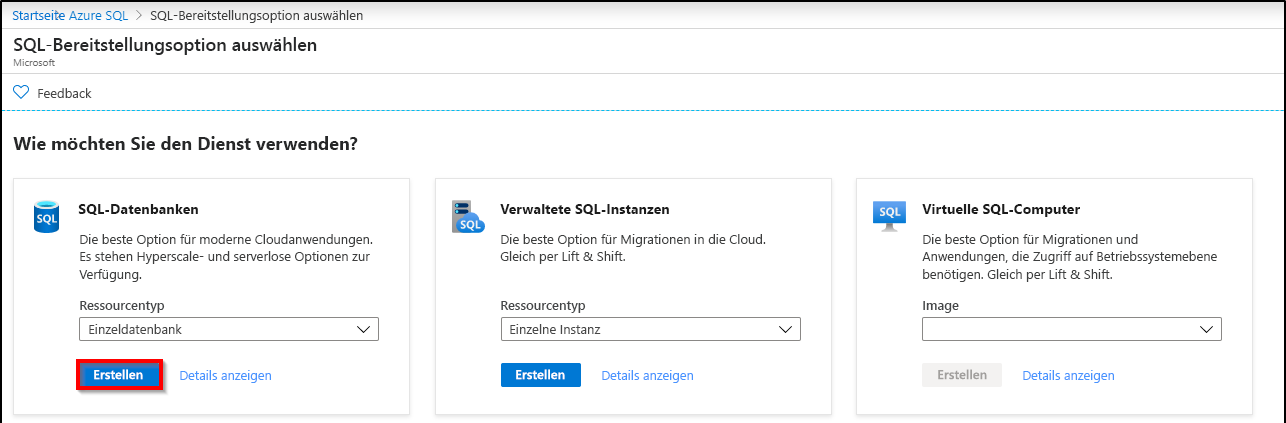 Startseite Azure SQL > SQL-Bereitstellungsoption auswählen
SQL-Bereitstellungsoption auswählen
Microsoft
Feedback
Wie möchten Sie den Dienst verwenden?
SQL
SQL-Datenbanken
Die beste Option für moderne Cloudanwendungen.
Es stehen Hyperscale- und serverlose Optionen zur
Verfügung.
Ressourcentyp
Einzeldatenbank
Erstellen
Details anzeigen
SQL
Verwaltete SQL-Instanzen
Die beste Option für Migrationen in die Cloud.
Gleich per Lift & Shift.
Ressourcentyp
Einzelne Instanz
Erstellen
Details anzeigen
SQL
Virtuelle SQL-Computer
Die beste Option für Migrationen und
Anwendungen, die Zugriff auf Betriebssystemebene
benötigen. Gleich per Lift & Shift.
Image
Erstellen
Details anzeigen